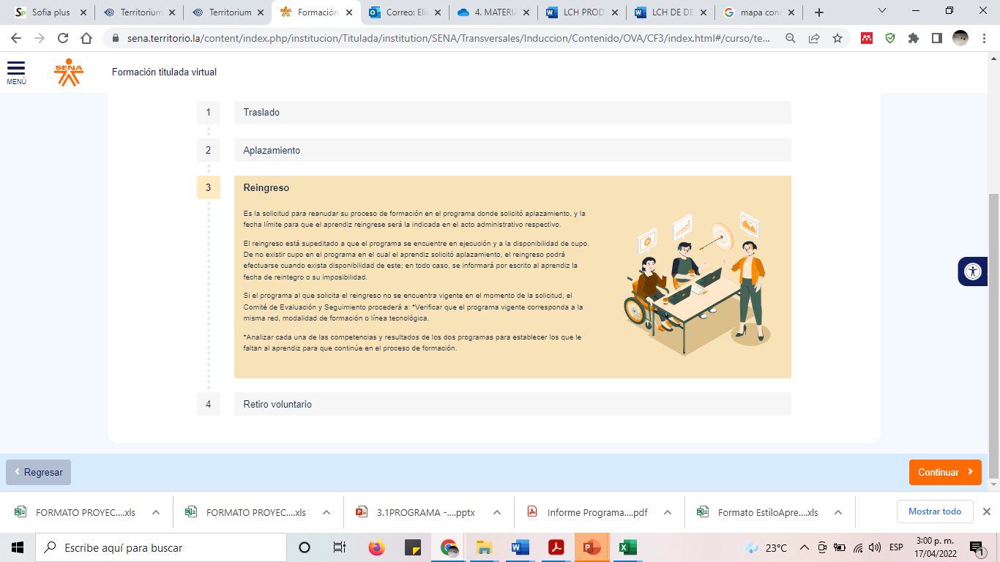 Sofia plus
Territorium
Territorium
Formación
Correo: Eli
4. MATERIA
LCH PROD
LCH DE DE
mapa conc
sena.territorio.la/content/index.php/institucion/Titulada/institution/SENA/Transversales/Induccion/Contenido/OVA/CF3/index.html#/curso/te...
MENÚ
SENA
Formación titulada virtual
1
Traslado
2
Aplazamiento
3
Reingreso
Es la solicitud para reanudar su proceso de formación en el programa donde solicitó aplazamiento, y la
fecha límite para que el aprendiz reingrese será la indicada en el acto administrativo respectivo.
El reingreso está supeditado a que el programa se encuentre en ejecución y a la disponibilidad de cupo.
De no existir cupo en el programa en el cual el aprendiz solicitó aplazamiento, el reingreso podrá
efectuarse cuando exista disponibilidad de este; en todo caso, se informará por escrito al aprendiz la
fecha de reintegro o su imposibilidad.
Si el programa al que solicita el reingreso no se encuentra vigente en el momento de la solicitud, el
Comité de Evaluación y Seguimiento procederá a: *Verificar que el programa vigente corresponda a la
misma red, modalidad de formación o línea tecnológica.
*Analizar cada una de las competencias y resultados de los dos programas para establecer los que le
faltan al aprendiz para que continúe en el proceso de formación.
4
Retiro voluntario
Regresar
Continuar
FORMATO PROYEC....xls
FORMATO PROYEC....xls
3.1PROGRAMA -....pptx
Informe Programa....pdf
Formato EstiloApre....xls
Mostrar todo
Escribe aquí para buscar
23°C
ESP
3:00 p. m.
17/04/2022
1